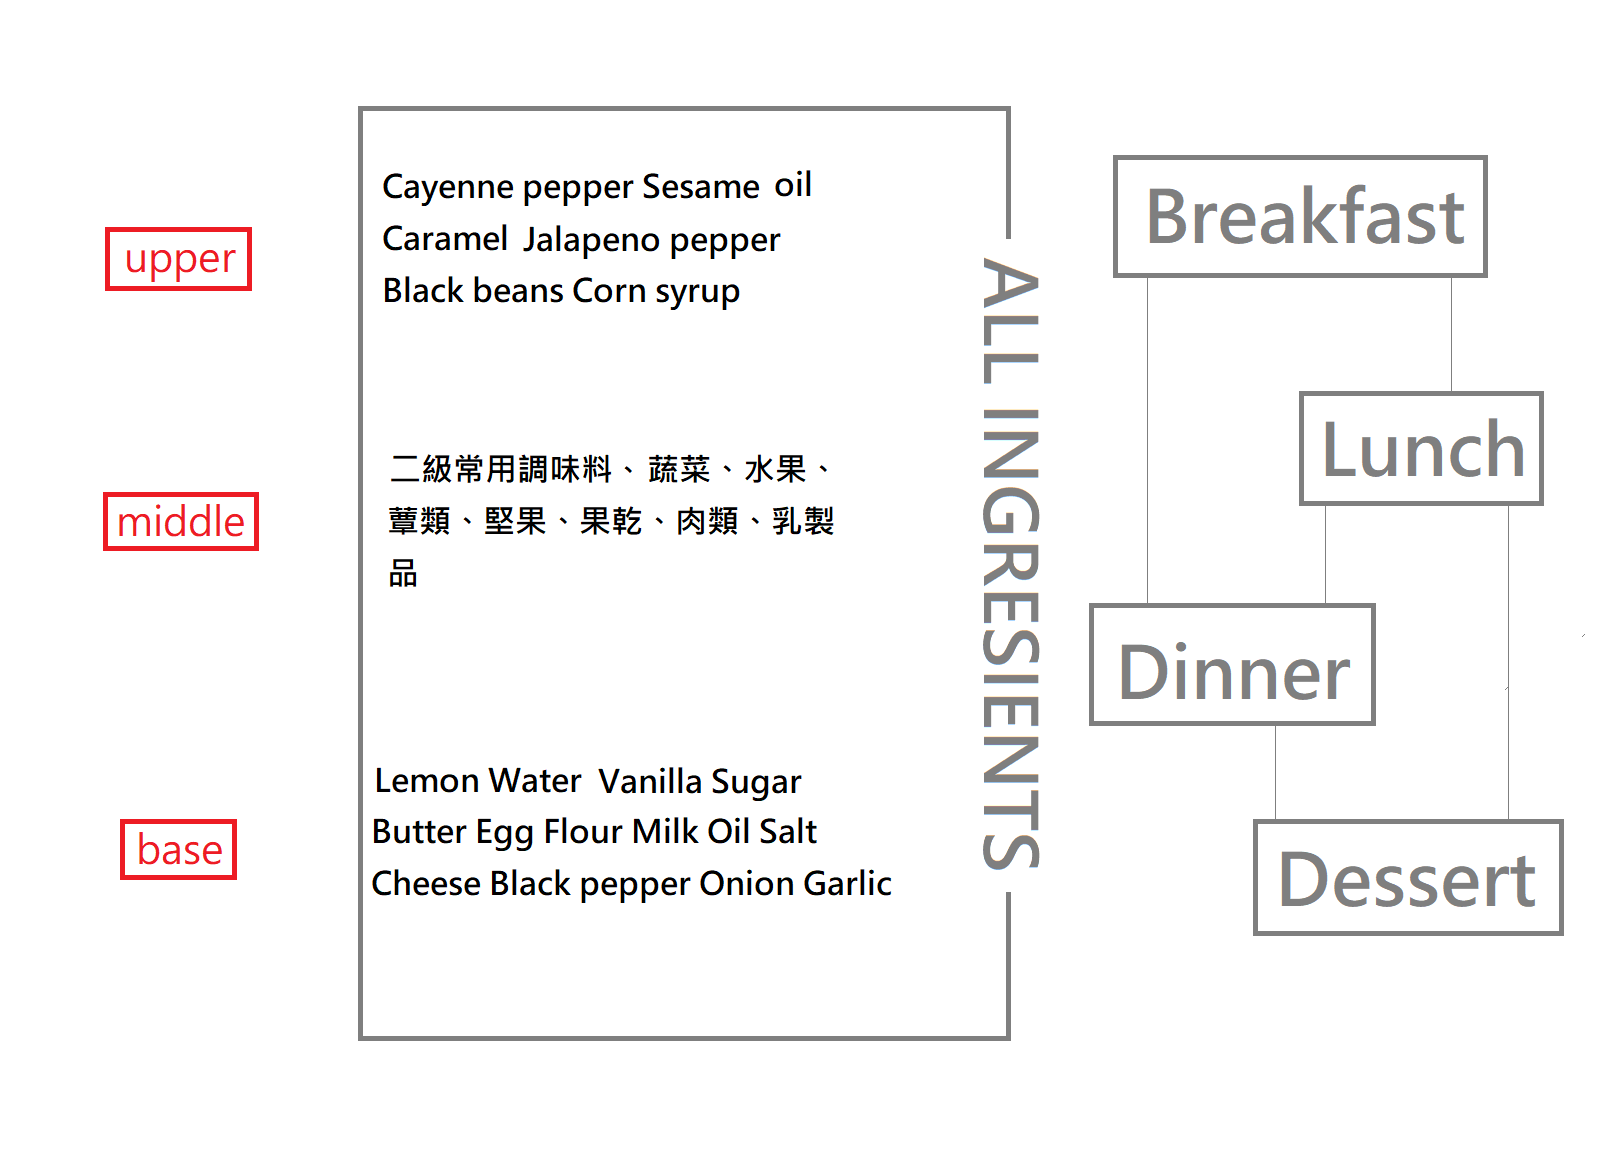 upper
middle
base
Cayenne pepper Sesame oil
Caramel Jalapeno pepper
Black beans Corn syrup
二級常用調味料、蔬菜、水果、
蕈類、堅果、果乾、肉類、乳製
品
Lemon Water Vanilla Sugar
Butter Egg Flour Milk Oil Salt
Cheese Black pepper Onion Garlic
ALL INGRESIENTS
Breakfast
Lunch
Dinner
Dessert